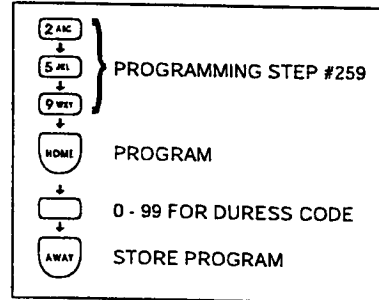 2 ABC
5 JKL
PROGRAMMING STEP #259
9 WXY
HOME PROGRAM
0 - 99 FOR DURESS CODE
AWAY STORE PROGRAM